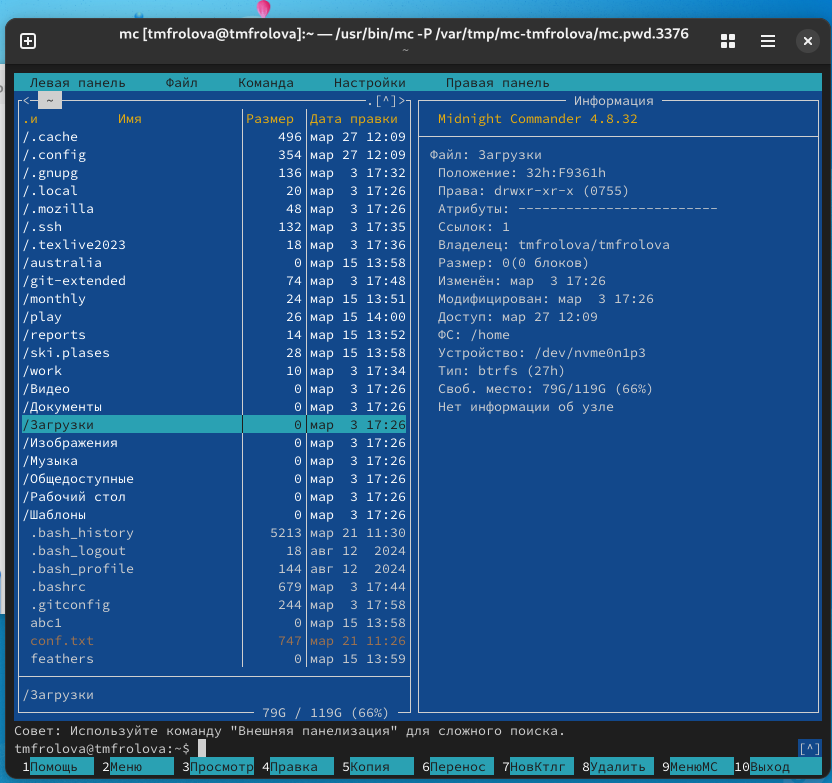 mc [tmfrolova@tmfrolova]:~ — /usr/bin/mc -P /var/tmp/mc-tmfrolova/mc.pwd.3376
~
Левая панель Файл Команда Настройки Правая панель
<─ ~ ─.[^]>
.и Имя Размер Дата правки
/.cache 496 мар 27 12:09
/.config 354 мар 27 12:09
/.gnupg 136 мар 3 17:32
/.local 20 мар 3 17:26
/.mozilla 48 мар 3 17:26
/.ssh 132 мар 3 17:35
/.texlive2023 18 мар 3 17:36
/australia 0 мар 15 13:58
/git-extended 74 мар 3 17:48
/monthly 24 мар 15 13:51
/play 26 мар 15 14:00
/reports 14 мар 15 13:52
/ski.plases 28 мар 15 13:58
/work 10 мар 3 17:34
/Видео 0 мар 3 17:26
/Документы 0 мар 3 17:26
/Загрузки 0 мар 3 17:26
/Изображения 0 мар 3 17:26
/Музыка 0 мар 3 17:26
/Общедоступные 0 мар 3 17:26
/Рабочий стол 0 мар 3 17:26
/Шаблоны 0 мар 3 17:26
.bash_history 5213 мар 21 11:30
.bash_logout 18 авг 12 2024
.bash_profile 144 авг 12 2024
.bashrc 679 мар 3 17:44
.gitconfig 244 мар 3 17:58
abc1 0 мар 15 13:58
conf.txt 747 мар 21 11:26
feathers 0 мар 15 13:59
/Загрузки
79G / 119G (66%)
Информация
Midnight Commander 4.8.32
Файл: Загрузки
Положение: 32h:F9361h
Права: drwxr-xr-x (0755)
Атрибуты: -------------------------
Ссылок: 1
Владелец: tmfrolova/tmfrolova
Размер: 0(0 блоков)
Изменён: мар 3 17:26
Модифицирован: мар 3 17:26
Доступ: мар 27 12:09
ФС: /home
Устройство: /dev/nvme0n1p3
Тип: btrfs (27h)
Своб. место: 79G/119G (66%)
Нет информации об узле
Совет: Используйте команду "Внешняя панелизация" для сложного поиска.
tmfrolova@tmfrolova:~$ [^]
1Помощь 2Меню 3Просмотр 4Правка 5Копия 6Перенос 7НовКтлг 8Удалить 9МенюMC 10Выход